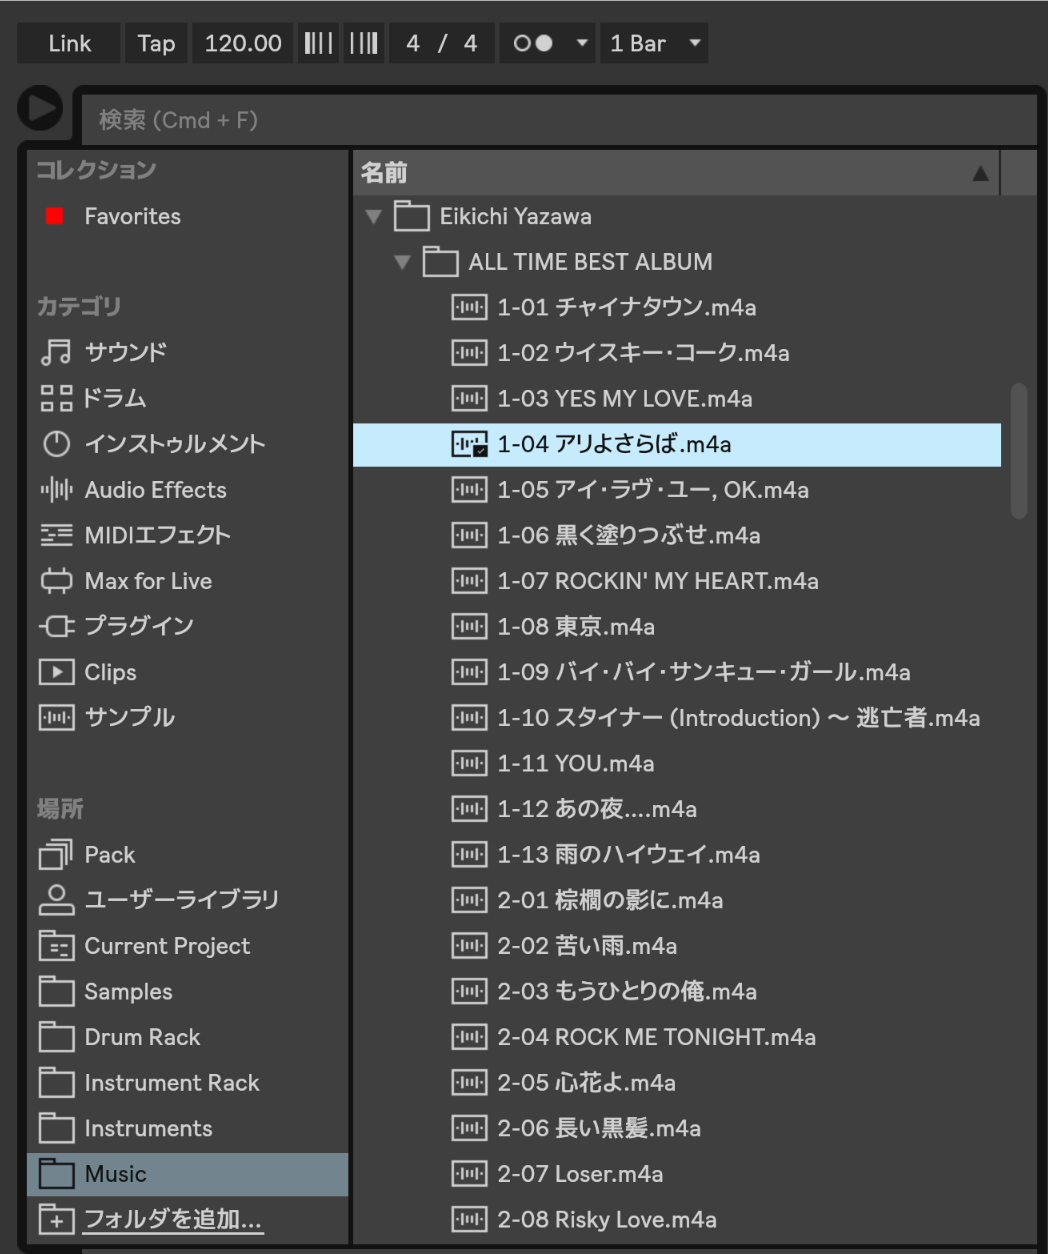 Link Tap 120.00 4 / 4 1 Bar
検索 (Cmd + F)
コレクション
Favorites
カテゴリ
サウンド
ドラム
インストゥルメント
Audio Effects
MIDIエフェクト
Max for Live
プラグイン
Clips
サンプル
場所
Pack
ユーザーライブラリ
Current Project
Samples
Drum Rack
Instrument Rack
Instruments
Music
フォルダを追加...
名前
Eikichi Yazawa
ALL TIME BEST ALBUM
1-01 チャイナタウン.m4a
1-02 ウイスキー・コーク.m4a
1-03 YES MY LOVE.m4a
1-04 アリよさらば.m4a
1-05 アイ・ラヴ・ユー, OK.m4a
1-06 黒く塗りつぶせ.m4a
1-07 ROCKIN' MY HEART.m4a
1-08 東京.m4a
1-09 バイ・バイ・サンキュー・ガール.m4a
1-10 スタイナー (Introduction) ～ 逃亡者.m4a
1-11 YOU.m4a
1-12 あの夜....m4a
1-13 雨のハイウェイ.m4a
2-01 棕櫚の影に.m4a
2-02 苦い雨.m4a
2-03 もうひとりの俺.m4a
2-04 ROCK ME TONIGHT.m4a
2-05 心花よ.m4a
2-06 長い黒髪.m4a
2-07 Loser.m4a
2-08 Risky Love.m4a